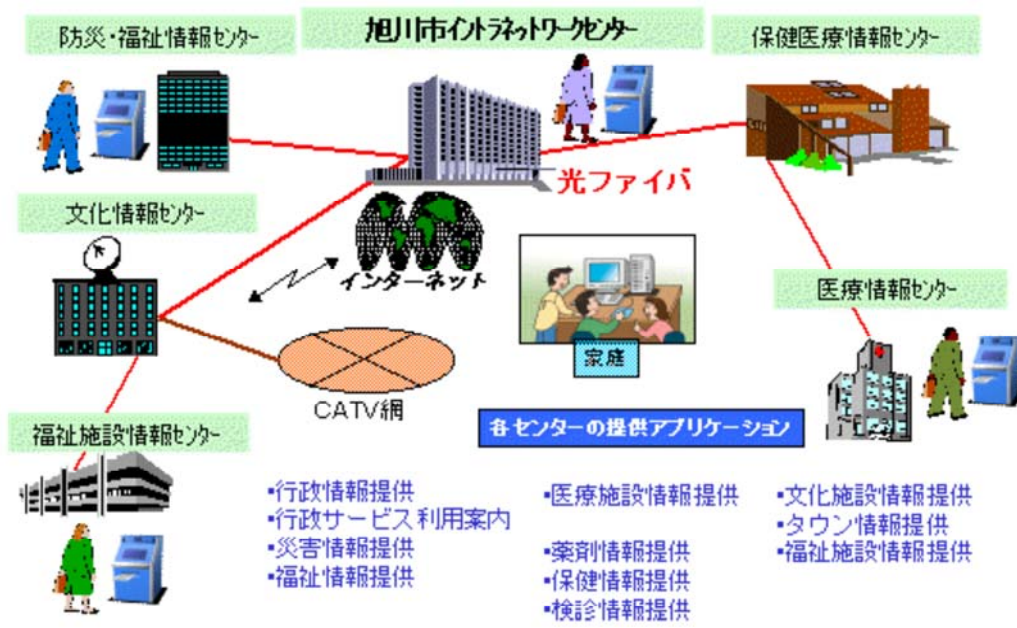 防災・福祉情報センター
旭川市イントラネットワークセンター
保健医療情報センター
光ファイバ
文化情報センター
インターネット
医療情報センター
家庭
CATV網
福祉施設情報センター
各センターの提供アプリケーション
▪行政情報提供
▪行政サービス利用案内
▪災害情報提供
▪福祉情報提供
▪医療施設情報提供
▪薬剤情報提供
▪保健情報提供
▪検診情報提供
▪文化施設情報提供
▪タウン情報提供
▪福祉施設情報提供